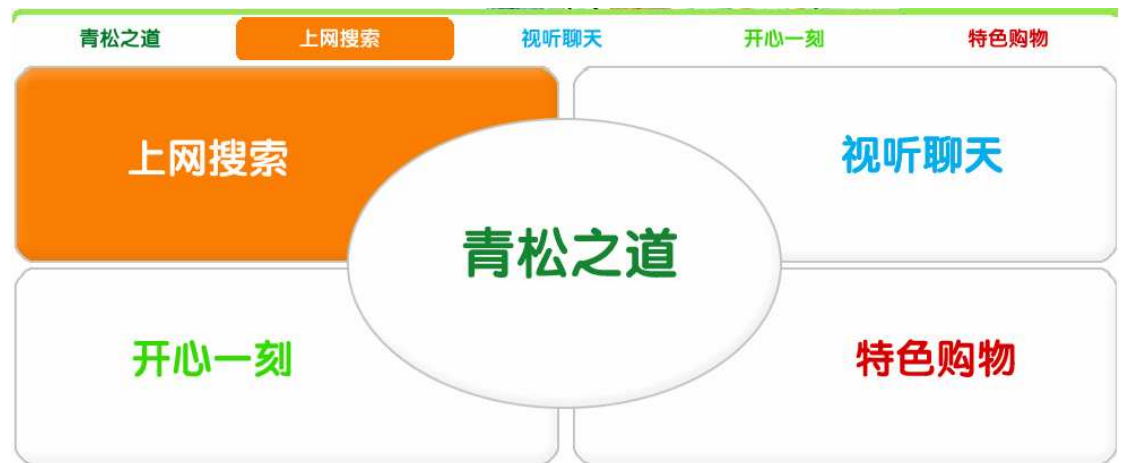 青松之道 上网搜索 视听聊天 开心一刻 特色购物
上网搜索
视听聊天
青松之道
开心一刻
特色购物